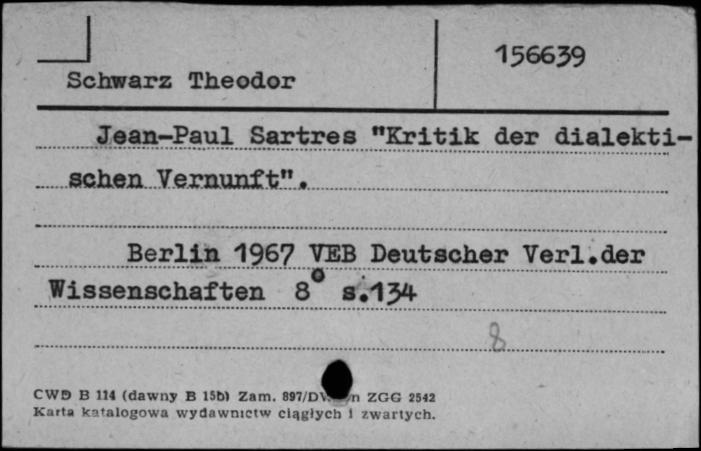 156639
Schwarz Theodor
Jean-Paul Sartres "Kritik der dialekti-
schen Vernunft".
Berlin 1967 VEB Deutscher Verl.der
Wissenschaften 8° s.134
8
CWD B 114 (dawny B 15b) Zam. 897/DW n ZGG 2542
Karta katalogowa wydawnictw ciągłych i zwartych.